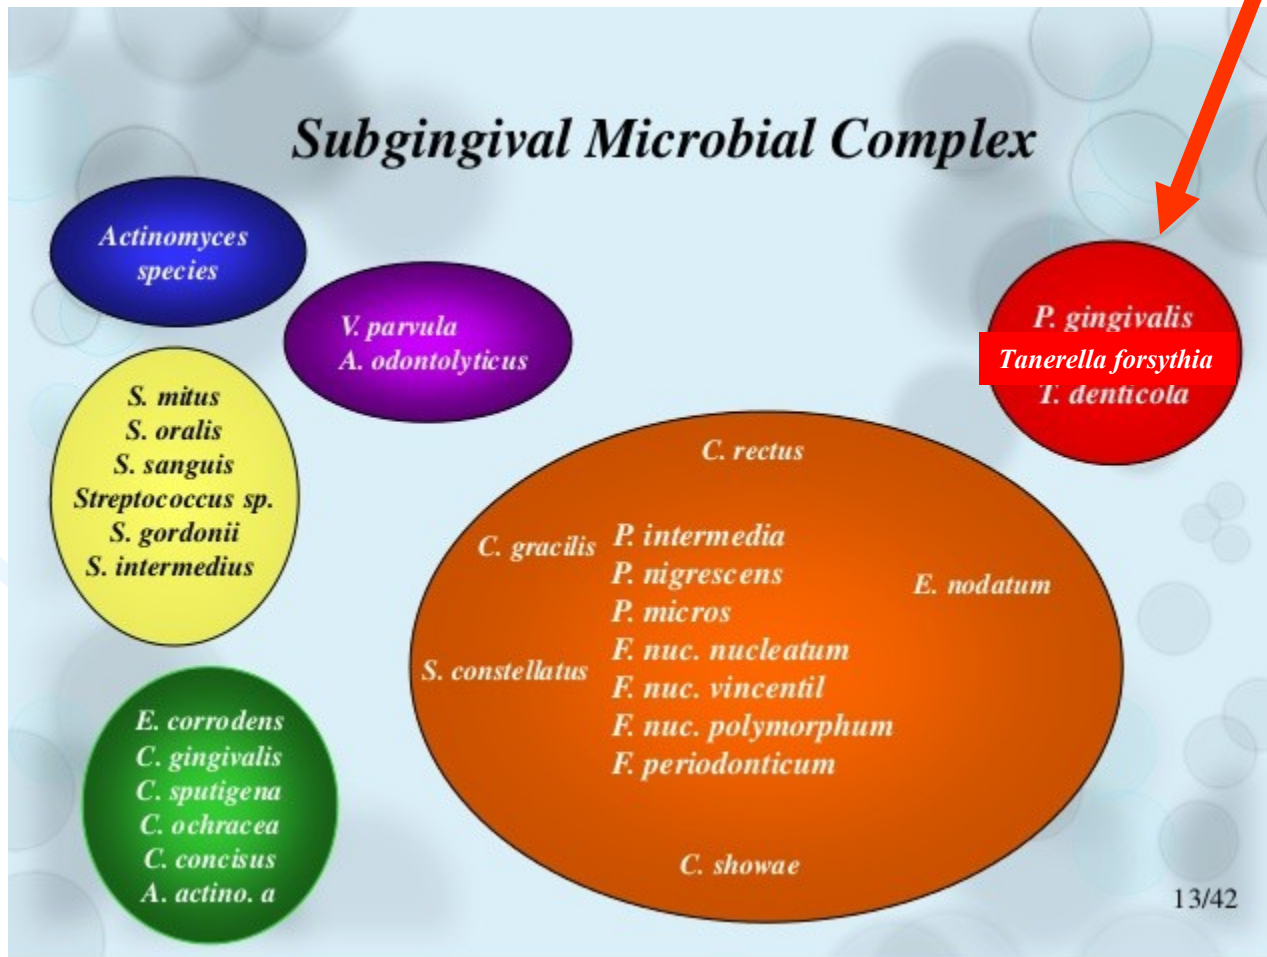 Subgingival Microbial Complex
Actinomyces
species
V. parvula
A. odontolyticus
P. gingivalis
Tanerella forsythia
T. denticola
S. mitus
S. oralis
S. sanguis
Streptococcus sp.
S. gordonii
S. intermedius
C. rectus
C. gracilis
P. intermedia
P. nigrescens
P. micros
F. nuc. nucleatum
F. nuc. vincentil
F. nuc. polymorphum
F. periodonticum
E. nodatum
S. constellatus
C. showae
E. corrodens
C. gingivalis
C. sputigena
C. ochracea
C. concisus
A. actino. a
13/42